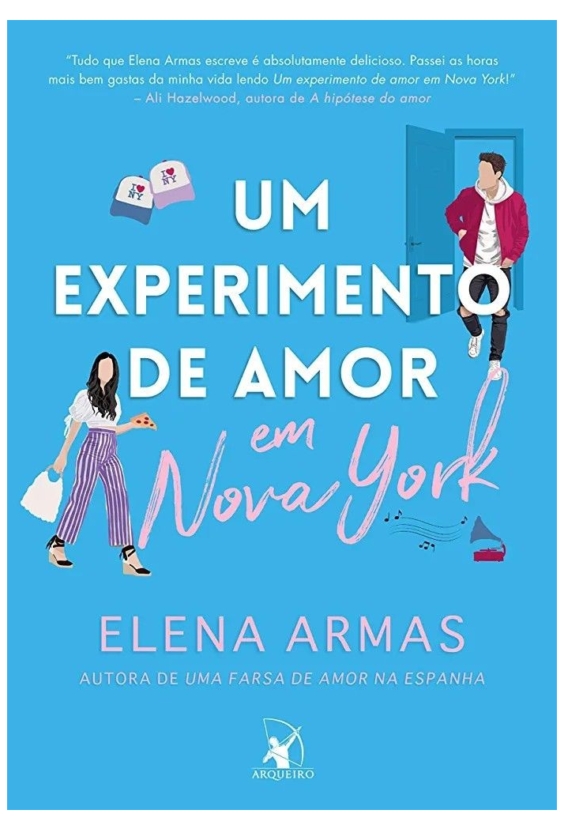 "Tudo que Elena Armas escreve é absolutamente delicioso. Passei as horas
mais bem gastas da minha vida lendo Um experimento de amor em Nova York!"
– Ali Hazelwood, autora de A hipótese do amor
I ❤ NY
I ❤ NY
UM
EXPERIMENTO
DE AMOR
em
Nova York
ELENA ARMAS
AUTORA DE UMA FARSA DE AMOR NA ESPANHA
ARQUEIRO